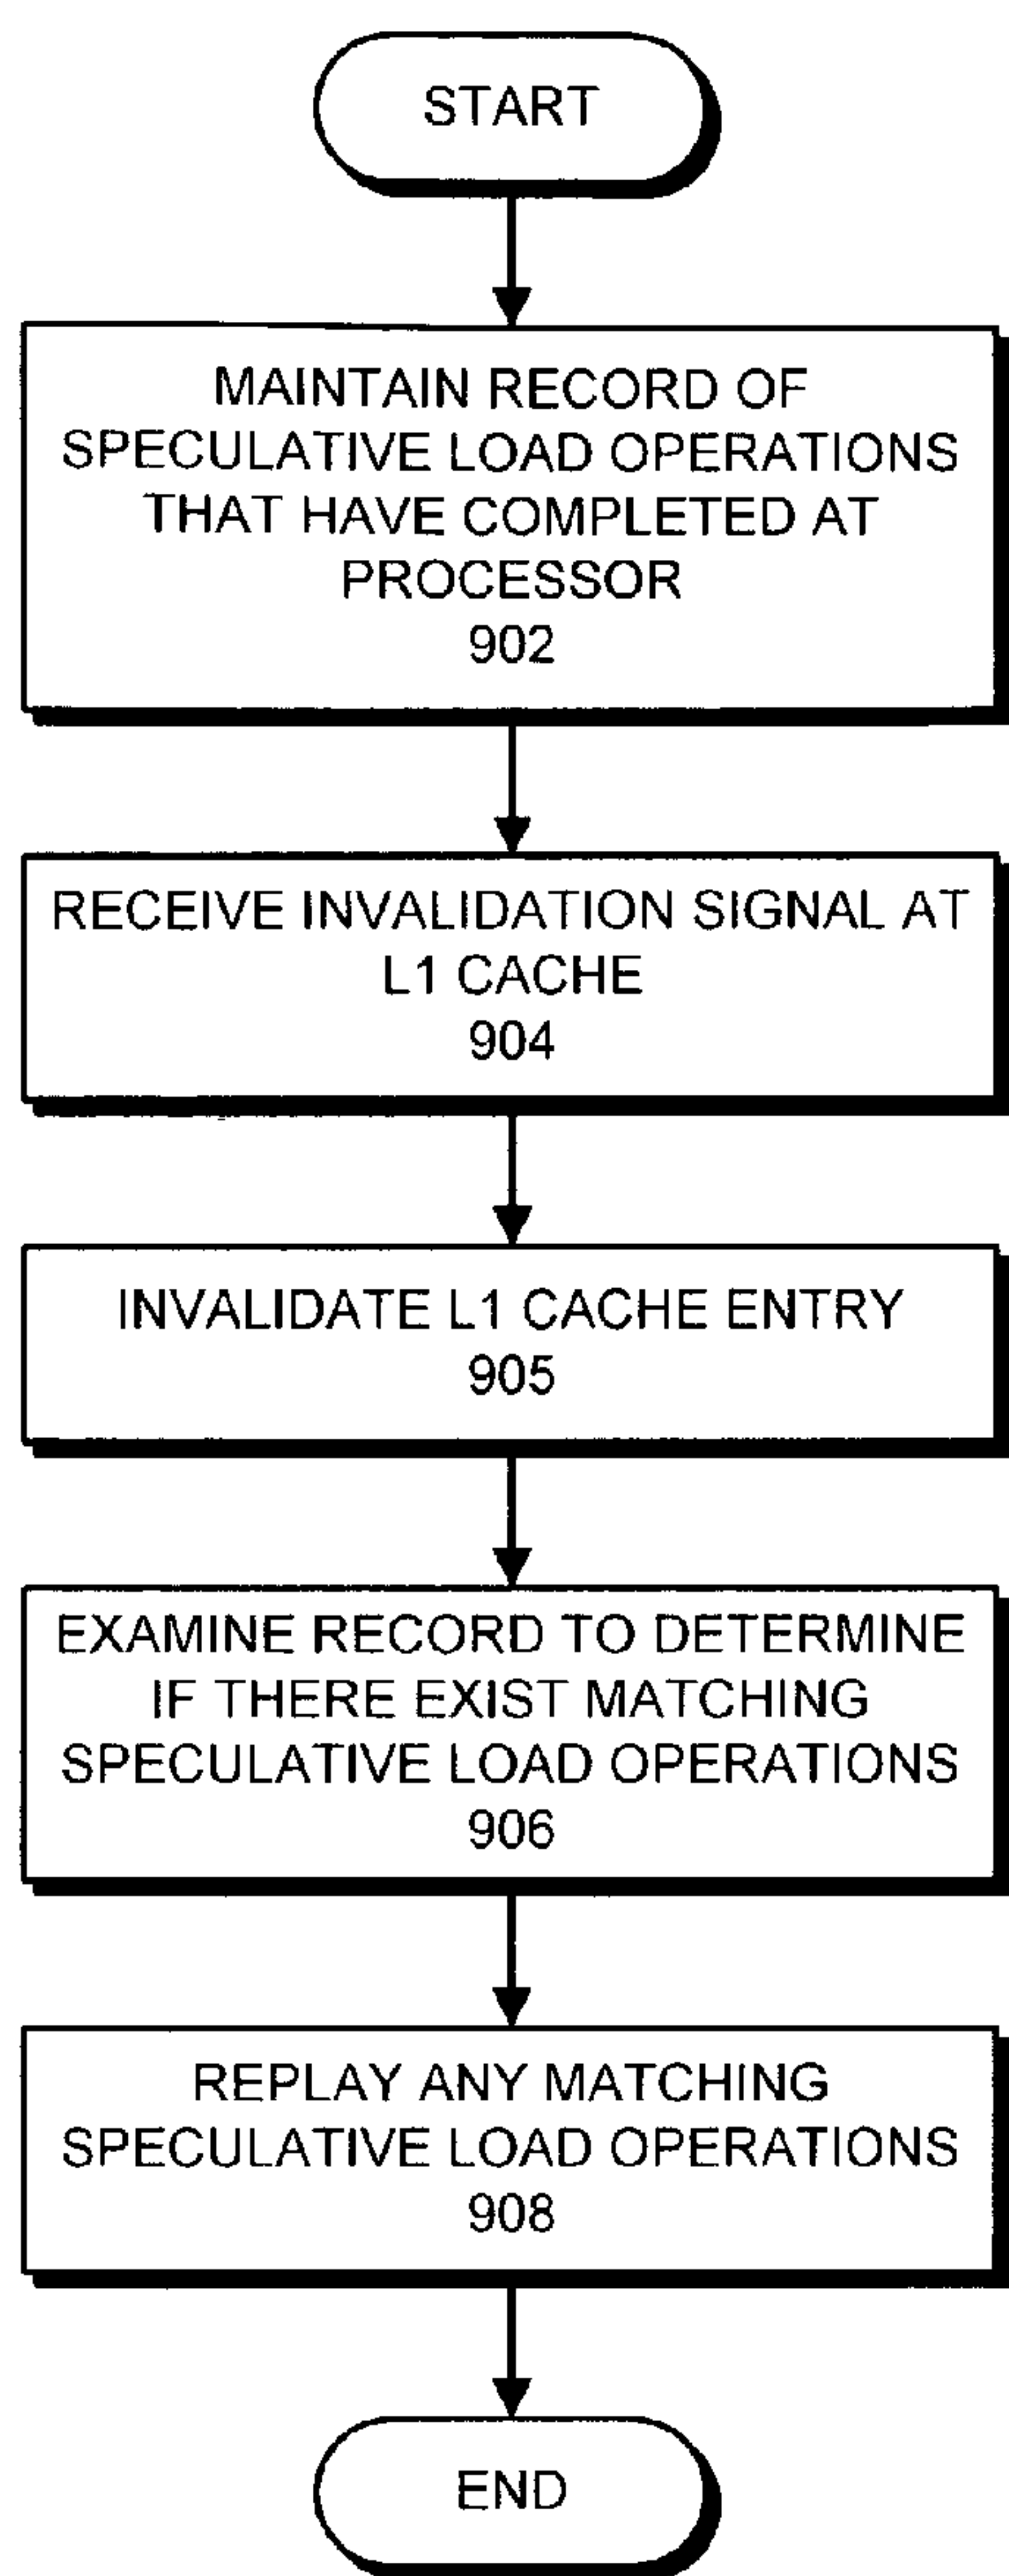 START
MAINTAIN RECORD OF
SPECULATIVE LOAD OPERATIONS
THAT HAVE COMPLETED AT
PROCESSOR
902
RECEIVE INVALIDATION SIGNAL AT
L1 CACHE
904
INVALIDATE L1 CACHE ENTRY
905
EXAMINE RECORD TO DETERMINE
IF THERE EXIST MATCHING
SPECULATIVE LOAD OPERATIONS
906
REPLAY ANY MATCHING
SPECULATIVE LOAD OPERATIONS
908
END